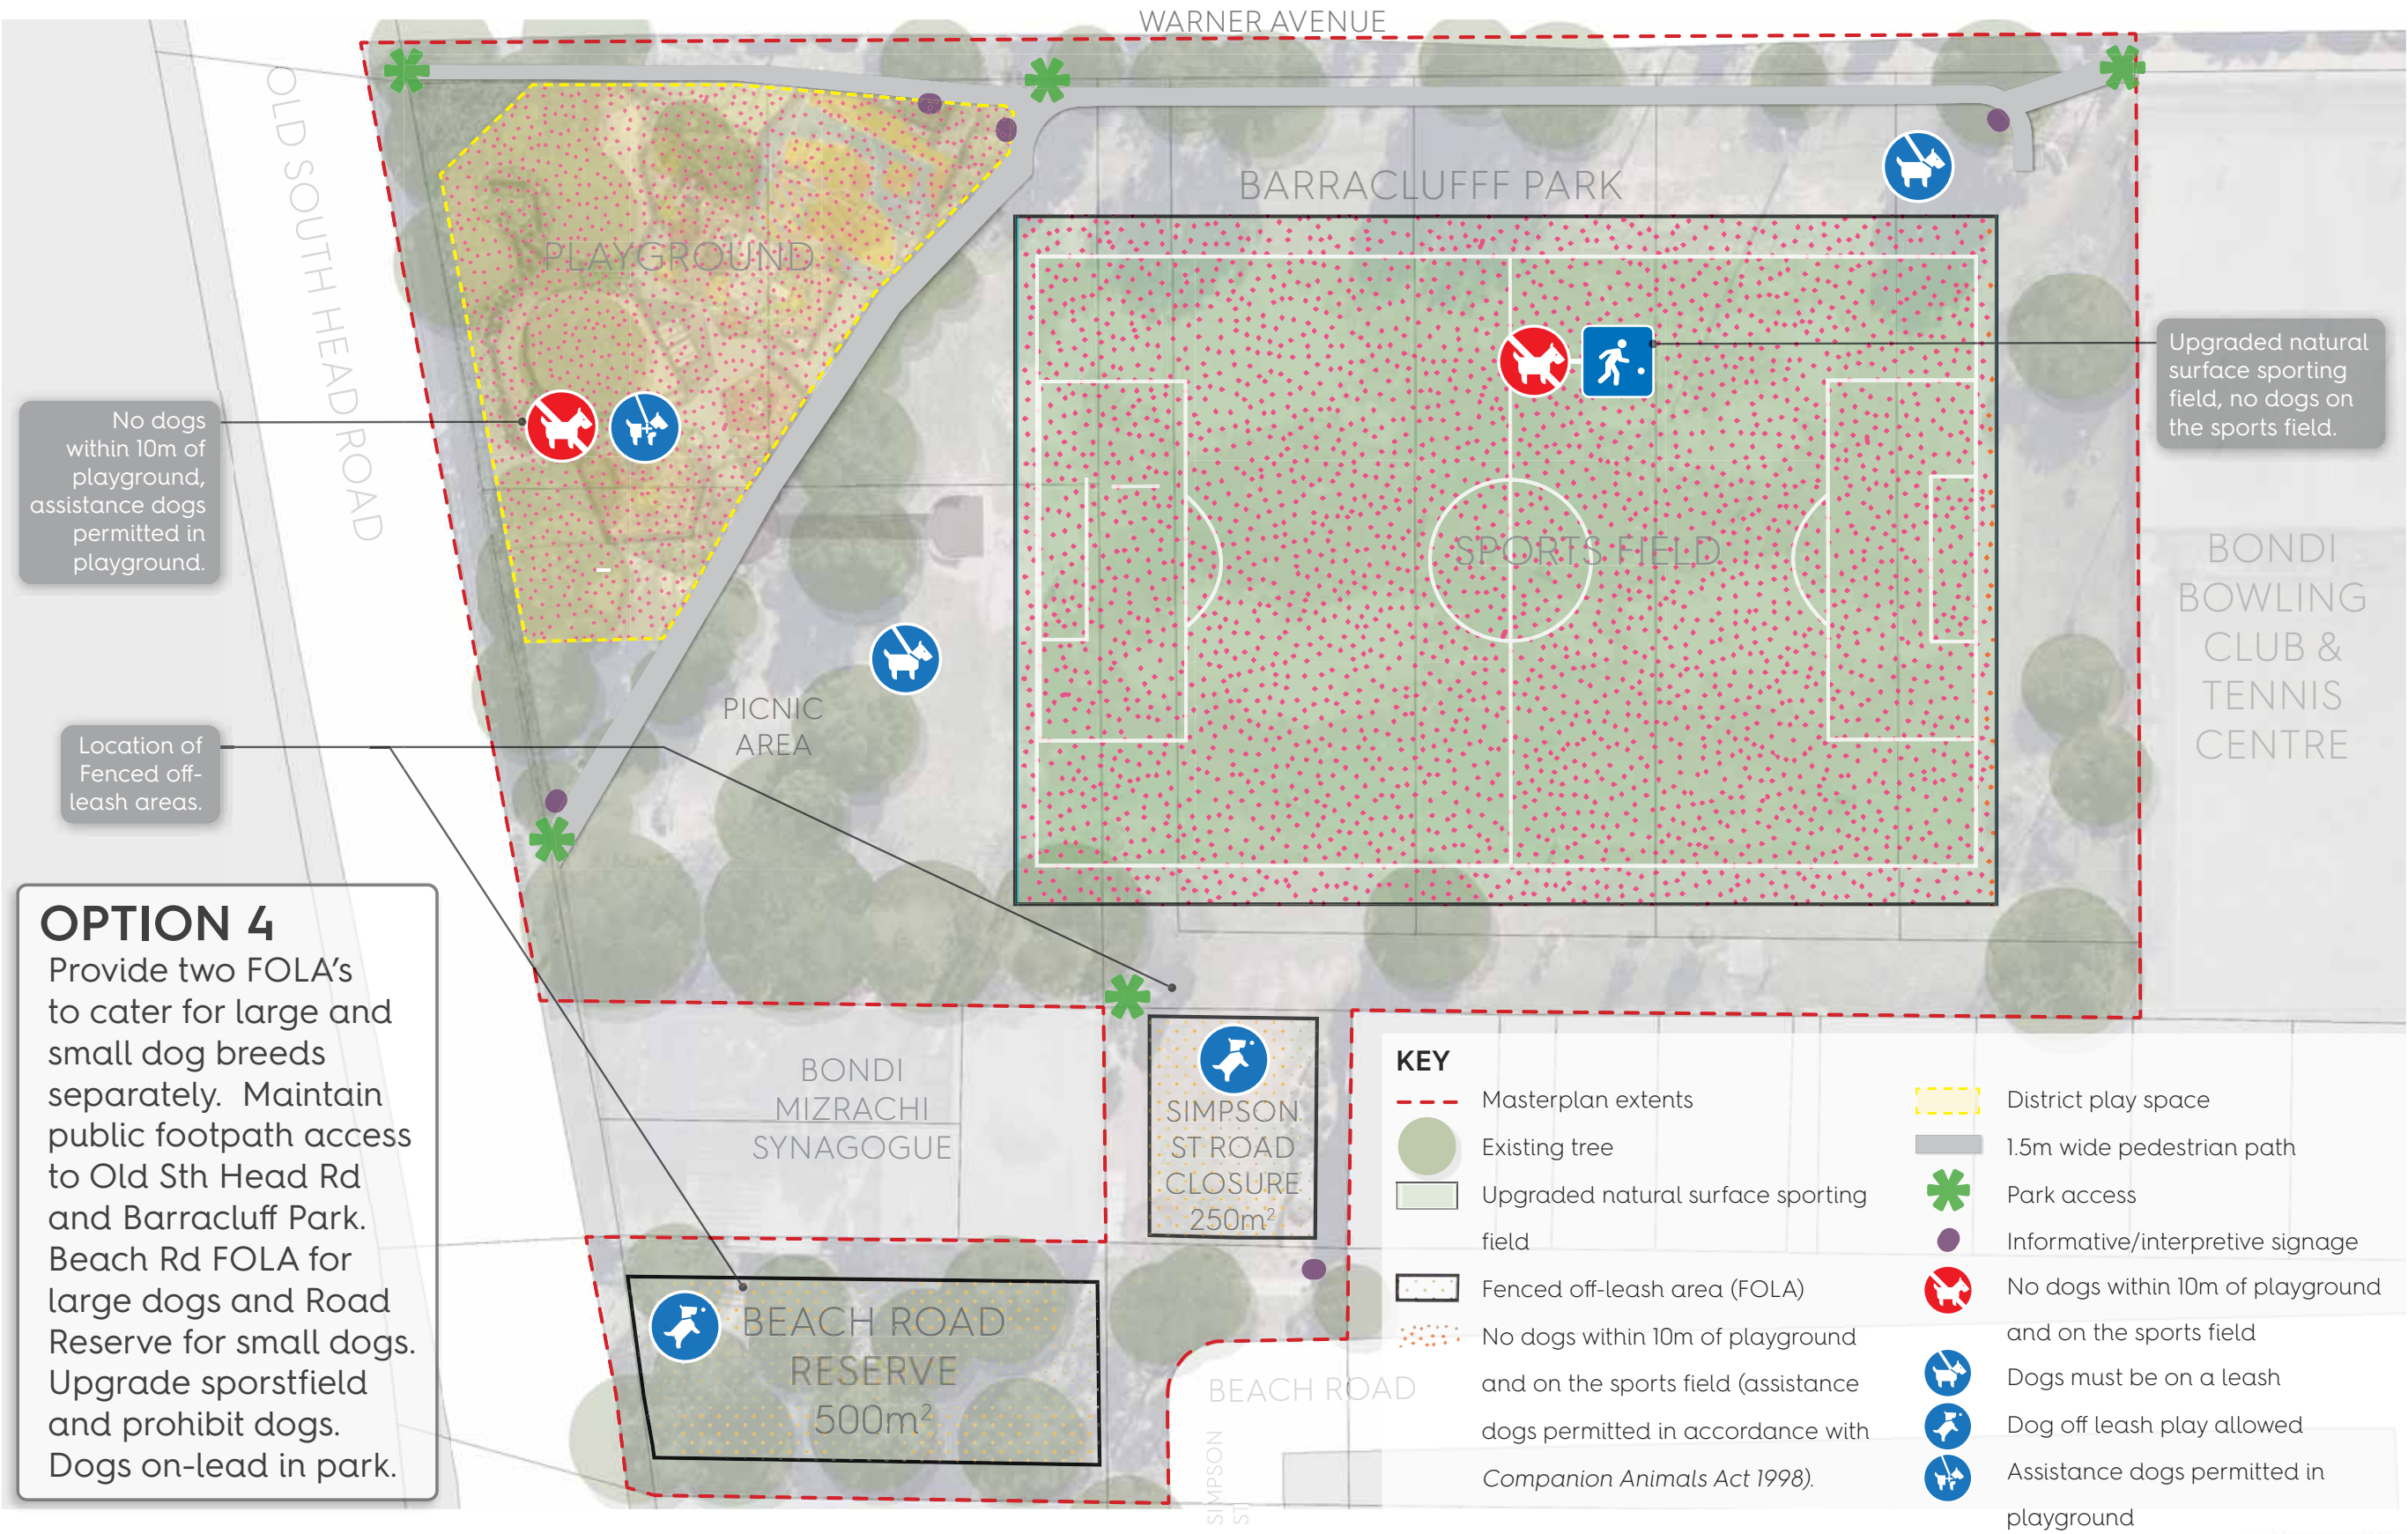 WARNER AVENUE
OLD SOUTH HEAD ROAD
BARRACLUFFF PARK
PLAYGROUND
No dogs
within 10m of
playground,
assistance dogs
permitted in
playground.
Upgraded natural
surface sporting
field, no dogs on
the sports field.
SPORTS FIELD
BONDI
BOWLING
CLUB &
TENNIS
CENTRE
PICNIC
AREA
Location of
Fenced off-
leash areas.
OPTION 4
Provide two FOLA's
to cater for large and
small dog breeds
separately. Maintain
public footpath access
to Old Sth Head Rd
and Barracluff Park.
Beach Rd FOLA for
large dogs and Road
Reserve for small dogs.
Upgrade sporstfield
and prohibit dogs.
Dogs on-lead in park.
BONDI
MIZRACHI
SYNAGOGUE
SIMPSON
ST ROAD
CLOSURE
250m²
BEACH ROAD
RESERVE
500m²
BEACH ROAD
SIMPSON
ST
KEY
Masterplan extents
Existing tree
Upgraded natural surface sporting
field
Fenced off-leash area (FOLA)
No dogs within 10m of playground
and on the sports field (assistance
dogs permitted in accordance with
Companion Animals Act 1998).
District play space
1.5m wide pedestrian path
Park access
Informative/interpretive signage
No dogs within 10m of playground
and on the sports field
Dogs must be on a leash
Dog off leash play allowed
Assistance dogs permitted in
playground